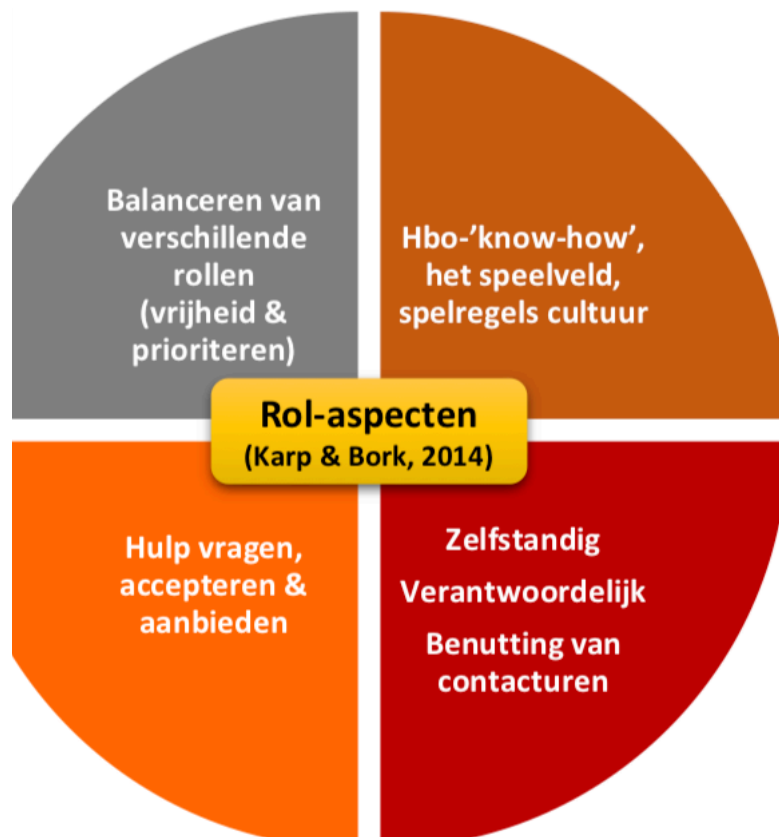 Balanceren van
verschillende
rollen
(vrijheid &
prioriteren)
Hbo-’know-how’,
het speelveld,
spelregels cultuur
Rol-aspecten
(Karp & Bork, 2014)
Hulp vragen,
accepteren &
aanbieden
Zelfstandig
Verantwoordelijk
Benutting van
contacturen